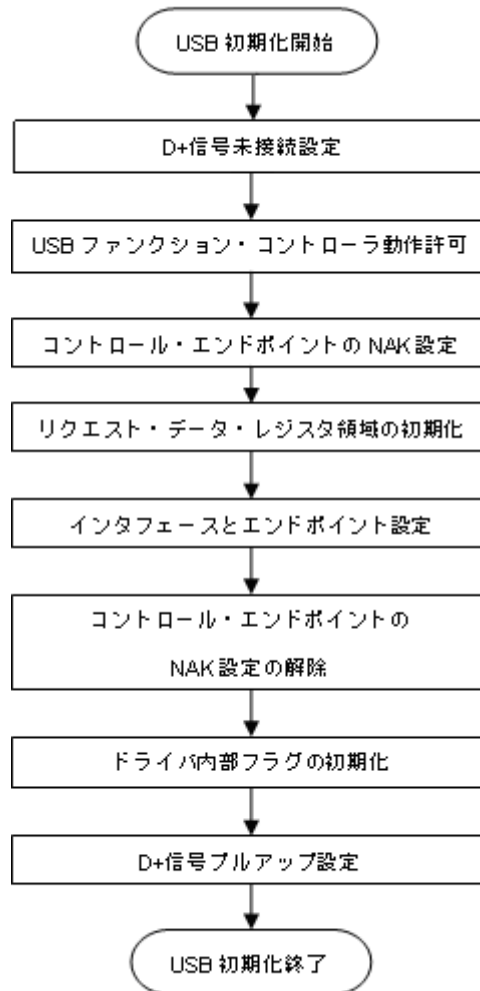 USB 初期化開始
D+信号未接続設定
USB ファンクション・コントローラ動作許可
コントロール・エンドポイントの NAK 設定
リクエスト・データ・レジスタ領域の初期化
インタフェースとエンドポイント設定
コントロール・エンドポイントの
NAK 設定の解除
ドライバ内部フラグの初期化
D+信号プルアップ設定
USB 初期化終了